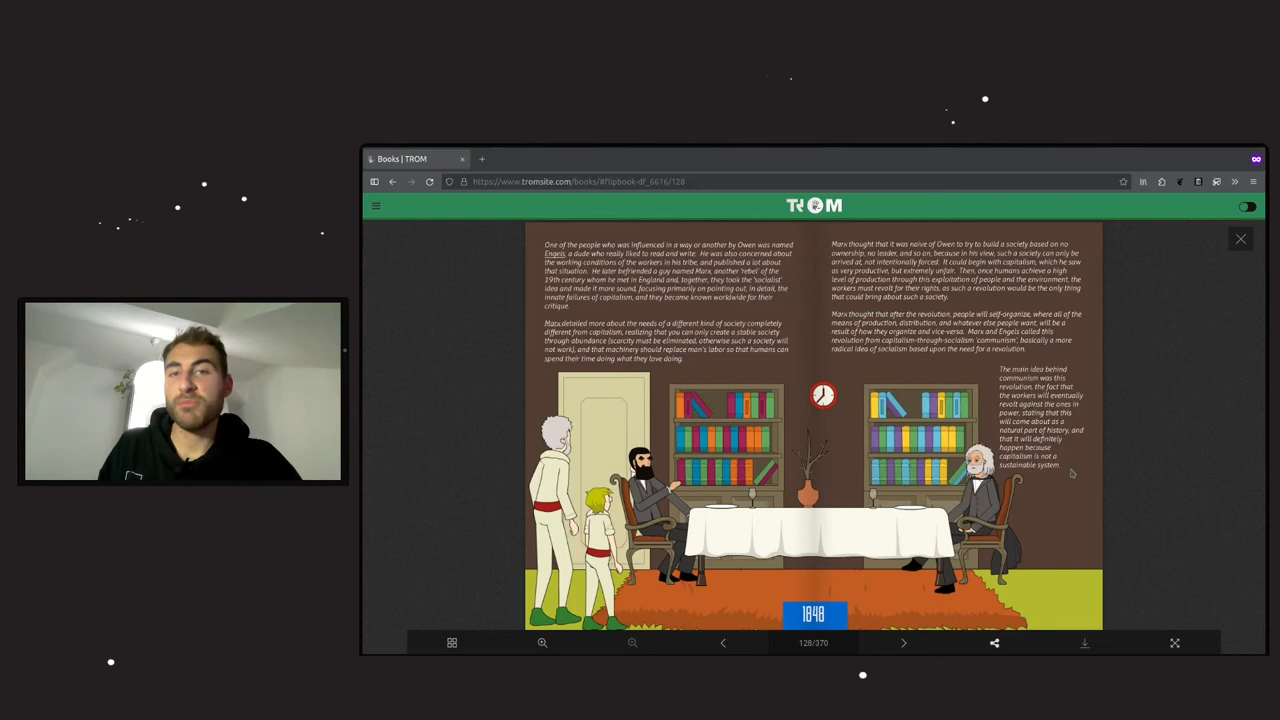 Books | TROM
https://www.tromsite.com/books/#flipbook-df_6616/128
TROM
One of the people who was influenced in a way or another by Owen was named
Engels, a dude who really liked to read and write. He was also concerned about
the working conditions of the workers in his tribe, and published a lot about
that situation. He later befriended a guy named Marx, another 'rebel' of the
19th century whom he met in England and, together, they took the 'socialist'
idea and made it more sound, focusing primarily on pointing out, in detail, the
innate failures of capitalism, and they became known worldwide for their
critique.
Marx detailed more about the needs of a different kind of society completely
different from capitalism, realizing that you can only create a stable society
through abundance (scarcity must be eliminated, otherwise such a society will
not work), and that machinery should replace man's labor so that humans can
spend their time doing what they love doing.
Marx thought that it was naive of Owen to try to build a society based on no
ownership, no leader, and so on, because in his view, such a society can only be
arrived at, not intentionally forced. It could begin with capitalism, which he saw
as very productive, but extremely unfair. Then, once humans achieve a high
level of production through this exploitation of people and the environment, the
workers must revolt for their rights, as such a revolution would be the only thing
that could bring about such a society.
Marx thought that after the revolution, people will self-organize, where all of the
means of production, distribution, and whatever else people want, will be a
result of how they organize and vice-versa. Marx and Engels called this
revolution from capitalism-through-socialism 'communism', basically a more
radical idea of socialism based upon the need for a revolution.
The main idea behind
communism was this
revolution, the fact that
the workers will eventually
revolt against the ones in
power, stating that this
will come about as a
natural part of history, and
that it will definitely
happen because
capitalism is not a
sustainable system.
1848
128/370